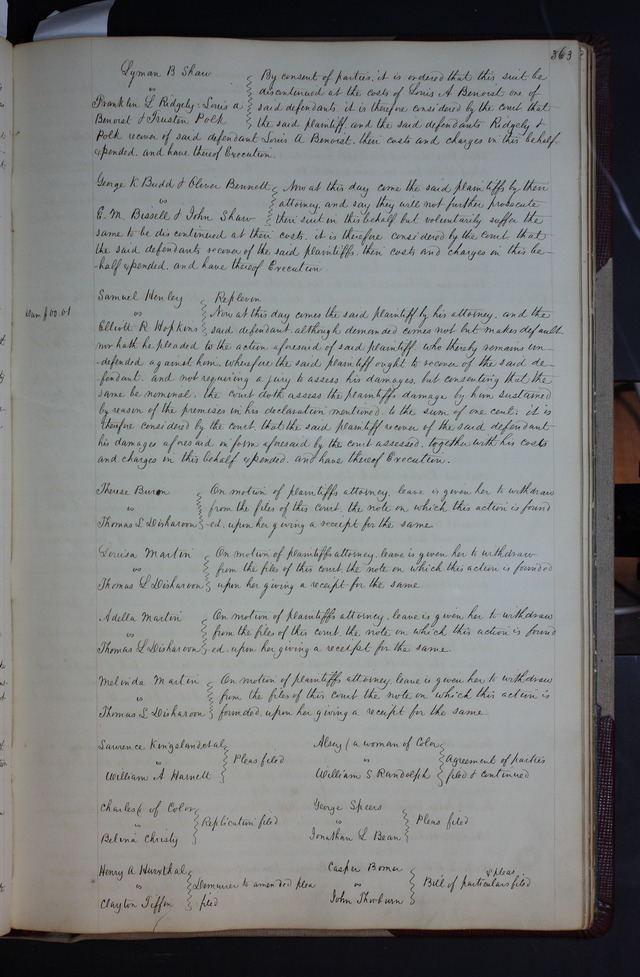 363
Lyman B Shaw
vs
Franklin L Ridgely, Louis a
Benoist & Trusten Polk
By consent of parties, it is ordered that this suit be
discontinued at the costs of Louis A Benoist one of
said defendants it is therefore considered by the court that
the said plaintiff, and the said defendants Ridgely &
Polk recover of said defendant Louis A Benoist, their costs and charges in this behalf
expended, and have thereof Execution.
George K Budd & Oliver Bennett
vs
E. M. Bissell & John Shaw
Now at this day come the said plaintiffs by their
attorney and say they will not further prosecute
their suit in this behalf but voluntarily suffer the
same to be discontinued at their costs, it is therefore considered by the court that
the said defendants recover of the said plaintiffs, their costs and charges in this be-
-half expended, and have thereof Execution
Dam $00.01
Samuel Henley
vs
Elliott R Hopkins
Replevin
Now at this day comes the said plaintiff by his attorney, and the
said defendant although demanded comes not but makes default
nor hath he pleaded to the action aforesaid of said plaintiff, who thereby remains un-
-defended against him, wherefore the said plaintiff ought to recover of the said de-
fendant, and not requiring a jury to assess his damages, but consenting that the
same be nominal, the court doth assess the plaintiffs damage by him sustained
by reason of the premises in his declaration mentioned, to the sum of one cent; it is
therefore considered by the court, that the said plaintiff recover of the said defendant
his damages aforesaid in form aforesaid by the court assessed, together with his costs
and charges in this behalf expended, and have thereof Execution.
Therese Buron
vs
Thomas L Disharoon
On motion of plaintiffs attorney, leave is given her to withdraw
from the files of this court, the note on which this action is found
-ed, upon her giving a receipt for the same
Louisa Martin
vs
Thomas L Disharoon
On motion of plaintiffs attorney, leave is given her to withdraw
from the files of this court, the note on which this action is founded
upon her giving a receipt for the same
Adella Martin
vs
Thomas L Disharoon
On motion of plaintiffs attorney, leave is given her to withdraw
from the files of this court, the note on which this action is found
-ed, upon her giving a receipt for the same.
Melinda Martin
vs
Thomas L Disharoon
On motion of plaintiffs attorney leave is given her to withdraw
from the files of this court the note on which this action is
founded, upon her giving a receipt for the same
Lawrence Kingsland et al
vs
William A Harnett
Pleas filed
Alsey (a woman of Color
vs
William S Randolph
Agreement of parties
filed & continued
Charles ( of Color
vs
Belina Christy
Replication filed
George Speers
vs
Jonathan L Bean
Pleas filed
Henry A Hursthal
vs
Clayton Tiffin
Demurrer to amended plea
filed
Casper Bomer
vs
John Thorburn
& pleas
Bill of particulars filed